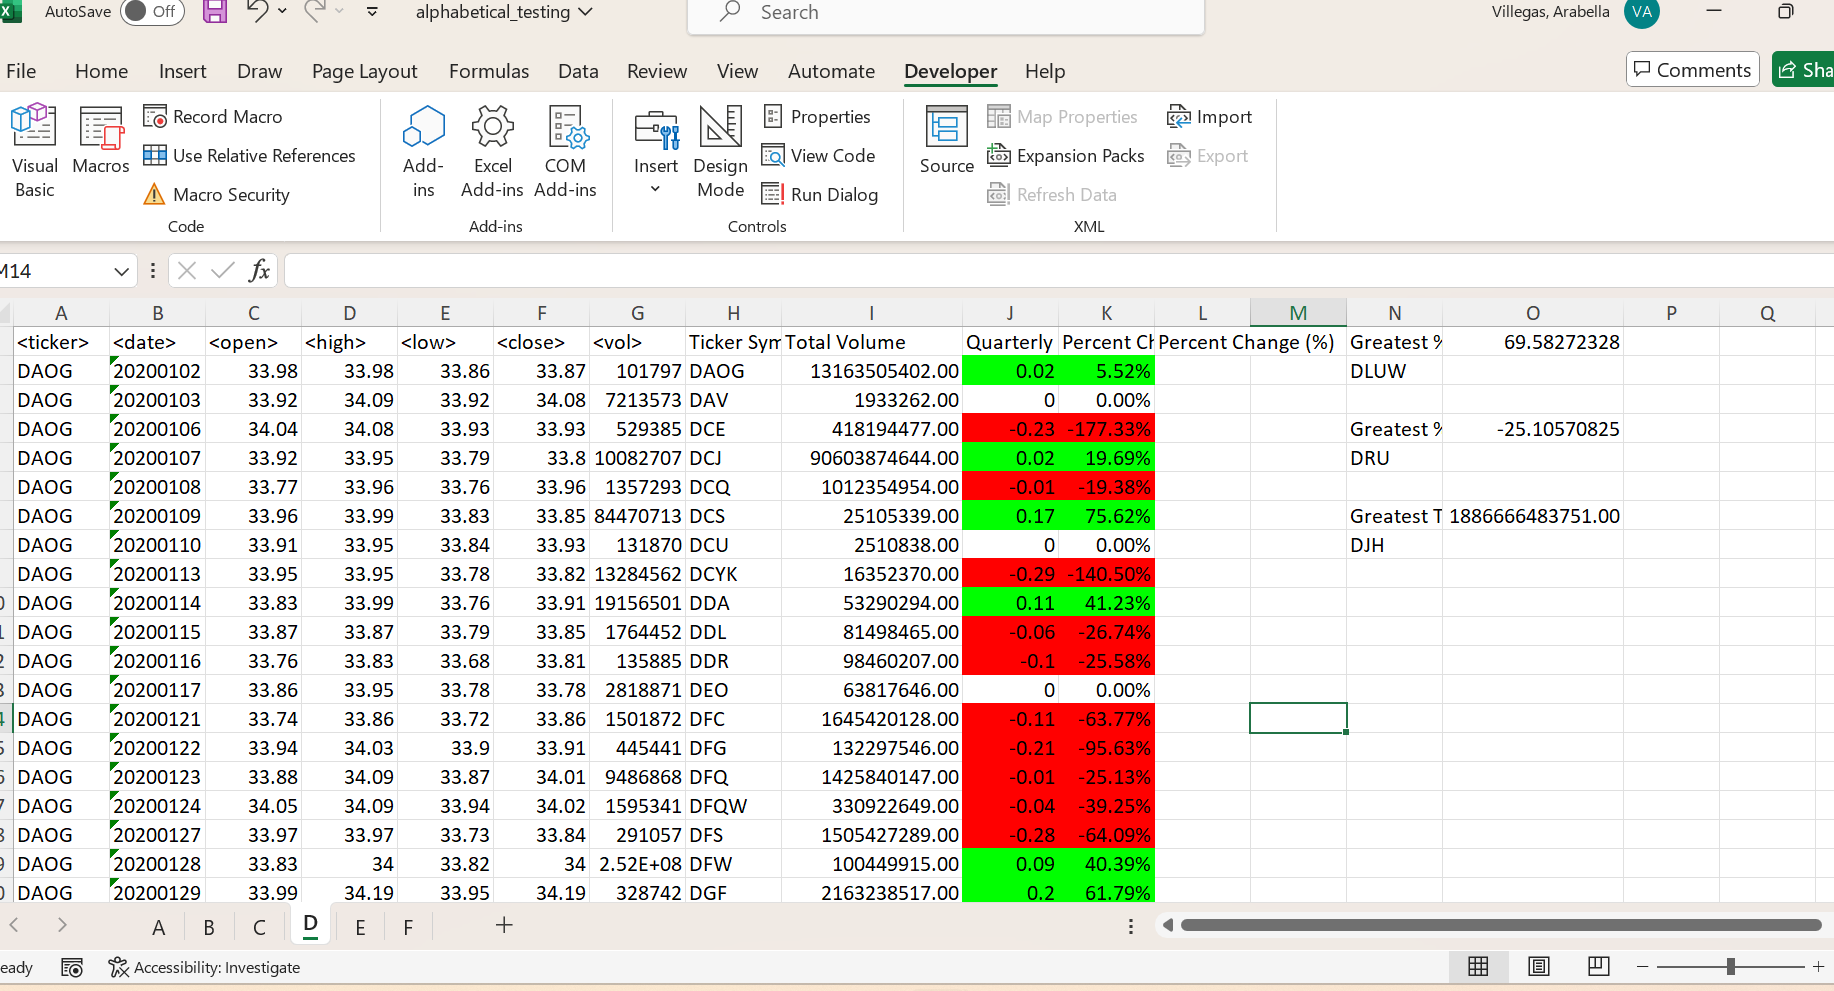 AutoSave Off alphabetical_testing Search Villegas, Arabella VA
File Home Insert Draw Page Layout Formulas Data Review View Automate Developer Help Comments Sha
Visual Basic Macros Record Macro Use Relative References Macro Security Add-ins Excel Add-ins COM Add-ins Insert Design Mode Properties View Code Run Dialog Source Map Properties Expansion Packs Refresh Data Import Export
Code Add-ins Controls XML
M14 fx
A B C D E F G H I J K L M N O P Q
<ticker> <date> <open> <high> <low> <close> <vol> Ticker Sym Total Volume Quarterly Percent Ch Percent Change (%) Greatest % 69.58272328
DAOG 20200102 33.98 33.98 33.86 33.87 101797 DAOG 13163505402.00 0.02 5.52% DLUW
DAOG 20200103 33.92 34.09 33.92 34.08 7213573 DAV 1933262.00 0 0.00%
DAOG 20200106 34.04 34.08 33.93 33.93 529385 DCE 418194477.00 -0.23 -177.33% Greatest % -25.10570825
DAOG 20200107 33.92 33.95 33.79 33.8 10082707 DCJ 90603874644.00 0.02 19.69% DRU
DAOG 20200108 33.77 33.96 33.76 33.96 1357293 DCQ 1012354954.00 -0.01 -19.38%
DAOG 20200109 33.96 33.99 33.83 33.85 84470713 DCS 25105339.00 0.17 75.62% Greatest T 1886666483751.00
DAOG 20200110 33.91 33.95 33.84 33.93 131870 DCU 2510838.00 0 0.00% DJH
DAOG 20200113 33.95 33.95 33.78 33.82 13284562 DCYK 16352370.00 -0.29 -140.50%
DAOG 20200114 33.83 33.99 33.76 33.91 19156501 DDA 53290294.00 0.11 41.23%
DAOG 20200115 33.87 33.87 33.79 33.85 1764452 DDL 81498465.00 -0.06 -26.74%
DAOG 20200116 33.76 33.83 33.68 33.81 135885 DDR 98460207.00 -0.1 -25.58%
DAOG 20200117 33.86 33.95 33.78 33.78 2818871 DEO 63817646.00 0 0.00%
DAOG 20200121 33.74 33.86 33.72 33.86 1501872 DFC 1645420128.00 -0.11 -63.77%
DAOG 20200122 33.94 34.03 33.9 33.91 445441 DFG 132297546.00 -0.21 -95.63%
DAOG 20200123 33.88 34.09 33.87 34.01 9486868 DFQ 1425840147.00 -0.01 -25.13%
DAOG 20200124 34.05 34.09 33.94 34.02 1595341 DFQW 330922649.00 -0.04 -39.25%
DAOG 20200127 33.97 33.97 33.73 33.84 291057 DFS 1505427289.00 -0.28 -64.09%
DAOG 20200128 33.83 34 33.82 34 2.52E+08 DFW 100449915.00 0.09 40.39%
DAOG 20200129 33.99 34.19 33.95 34.19 328742 DGF 2163238517.00 0.2 61.79%
A B C D E F
eady Accessibility: Investigate